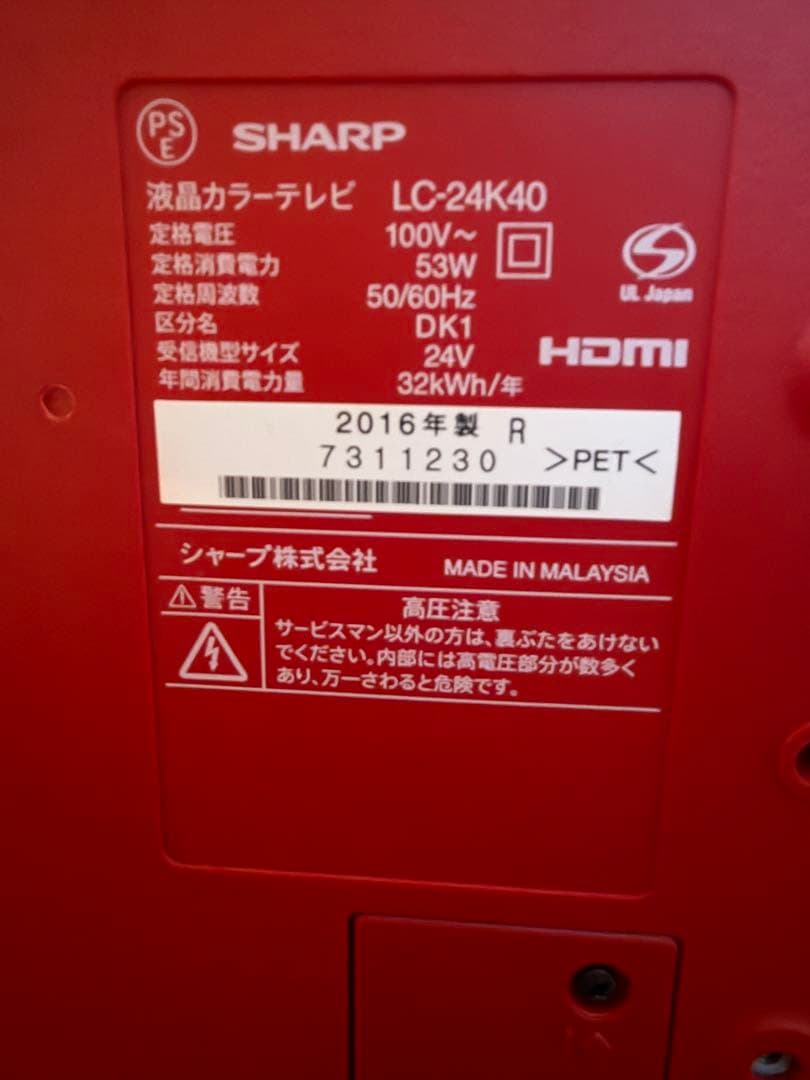 PSE SHARP
液晶カラーテレビ LC-24K40
定格電圧 100V～
定格消費電力 53W
定格周波数 50/60Hz
区分名 DK1
受信機型サイズ 24V
年間消費電力量 32kWh/年
UL Japan
HDMI
2016年製 R
7311230 >PET<
シャープ株式会社 MADE IN MALAYSIA
警告
高圧注意
サービスマン以外の方は、裏ぶたをあけない
でください。内部には高電圧部分が数多く
あり、万一さわると危険です。